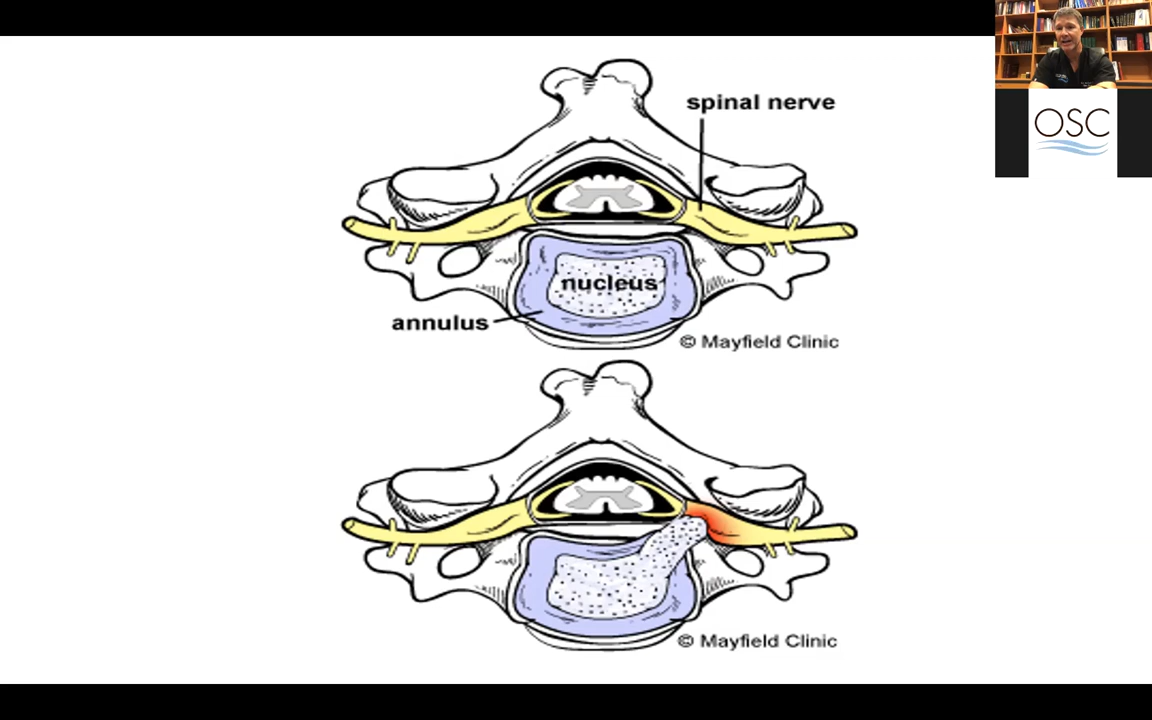 spinal nerve
nucleus
annulus
© Mayfield Clinic
© Mayfield Clinic
OSC